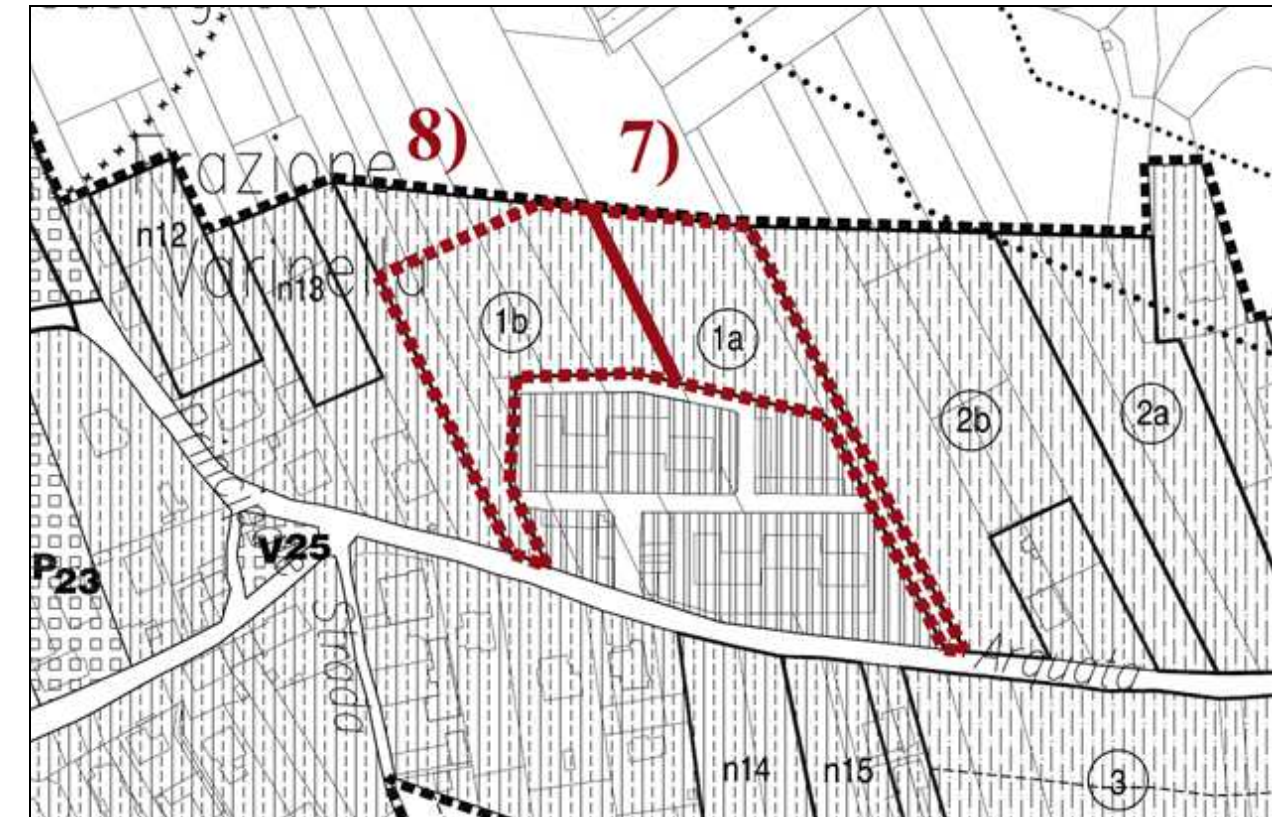 8)
7)
Frazione
n12
Varinella
n18
1b
1a
2b
2a
V25
P23
Strada
Arquata
n14
n15
3